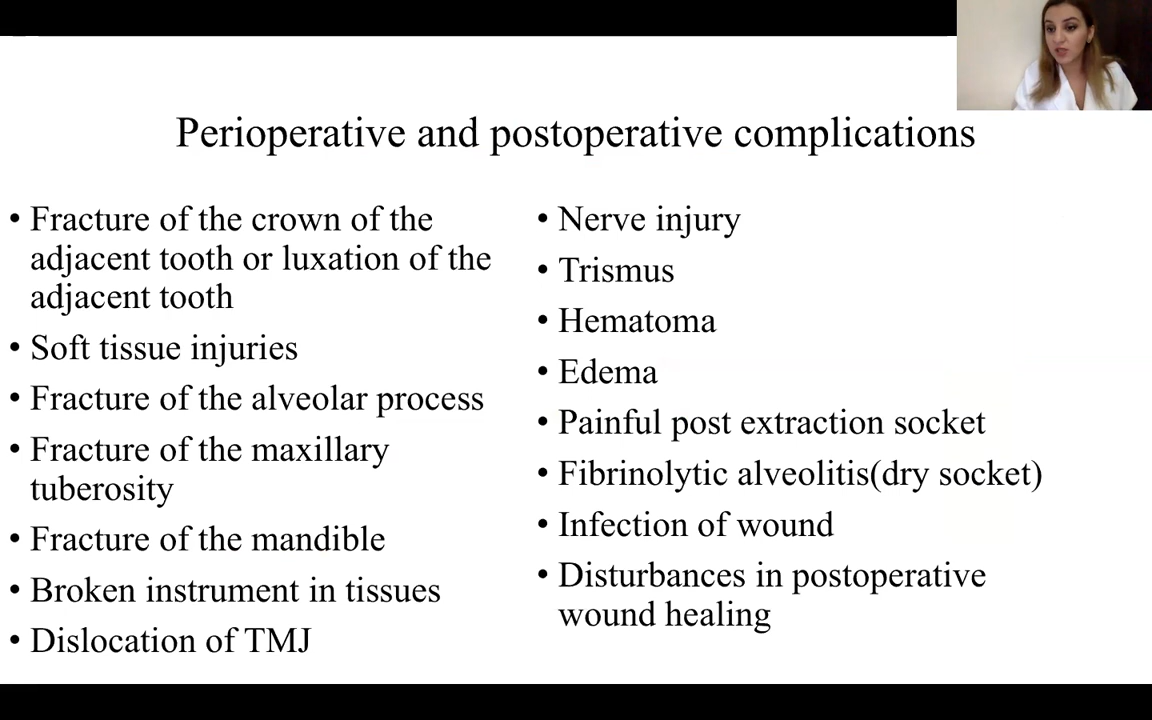 Perioperative and postoperative complications
• Fracture of the crown of the
adjacent tooth or luxation of the
adjacent tooth
• Soft tissue injuries
• Fracture of the alveolar process
• Fracture of the maxillary
tuberosity
• Fracture of the mandible
• Broken instrument in tissues
• Dislocation of TMJ
• Nerve injury
• Trismus
• Hematoma
• Edema
• Painful post extraction socket
• Fibrinolytic alveolitis(dry socket)
• Infection of wound
• Disturbances in postoperative
wound healing